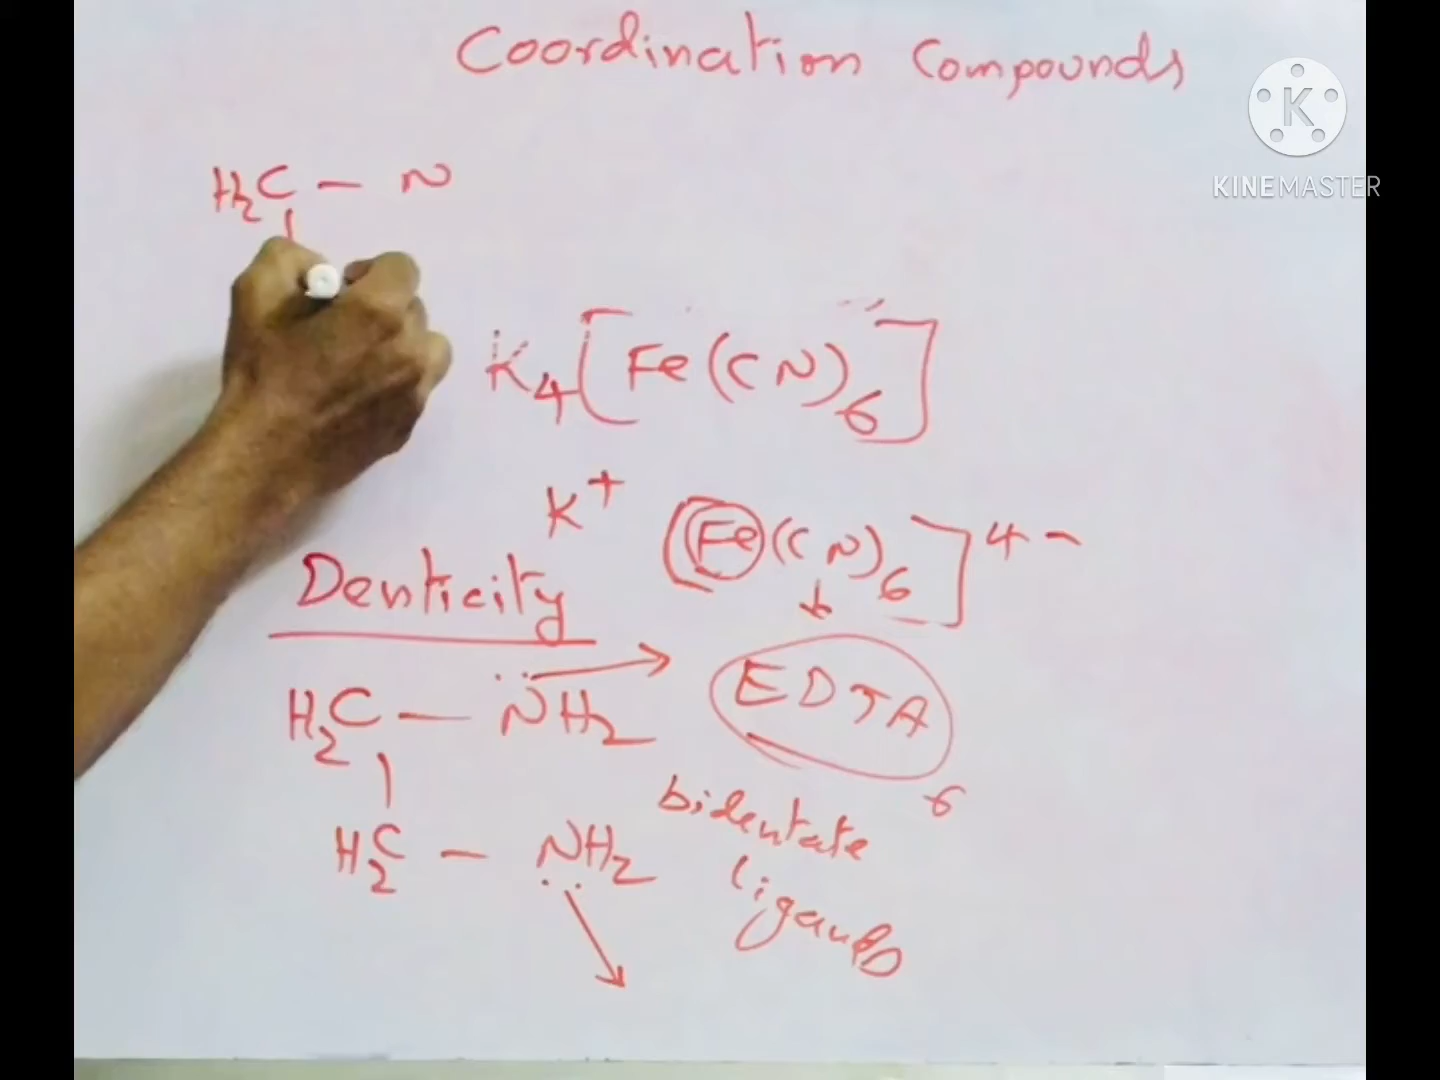 Coordination Compounds
KINEMASTER
H2C — N
K4[Fe(CN)6]
K+ [Fe(CN)6]4-
Denticity
EDTA
6
H2C — NH2
H2C — NH2
bidentate
ligands